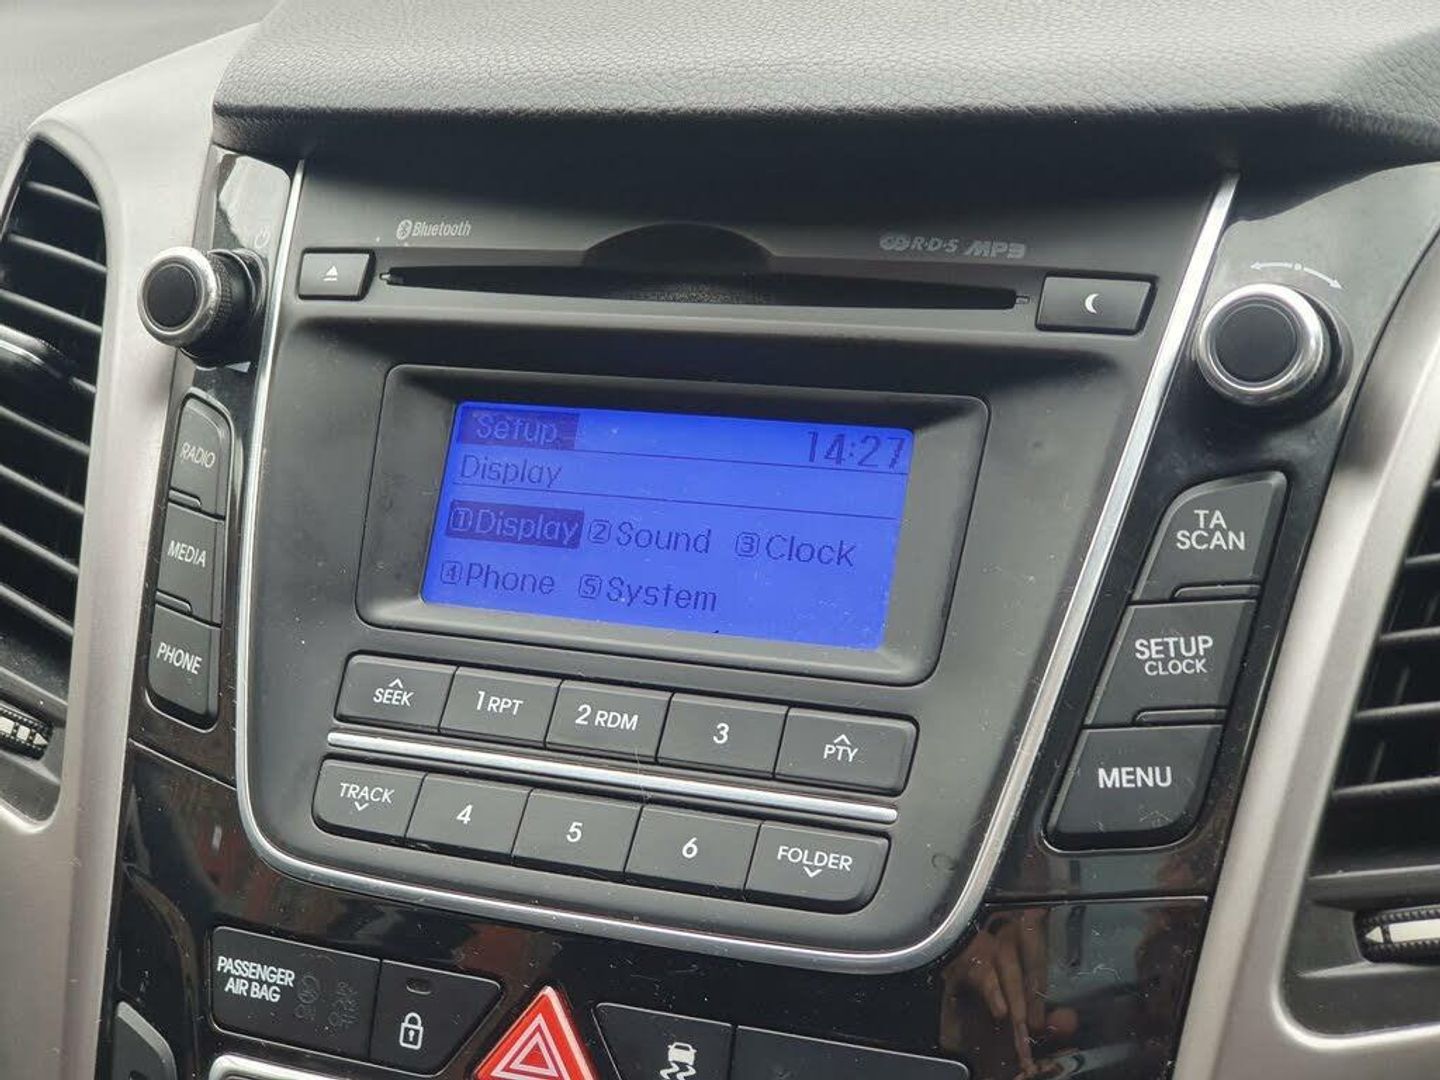 Bluetooth
R·D·S MP3
Setup 14:27
Display
1 Display 2 Sound 3 Clock
4 Phone 5 System
RADIO
MEDIA
PHONE
TA
SCAN
SETUP
CLOCK
MENU
SEEK 1 RPT 2 RDM 3 PTY
TRACK 4 5 6 FOLDER
PASSENGER
AIR BAG